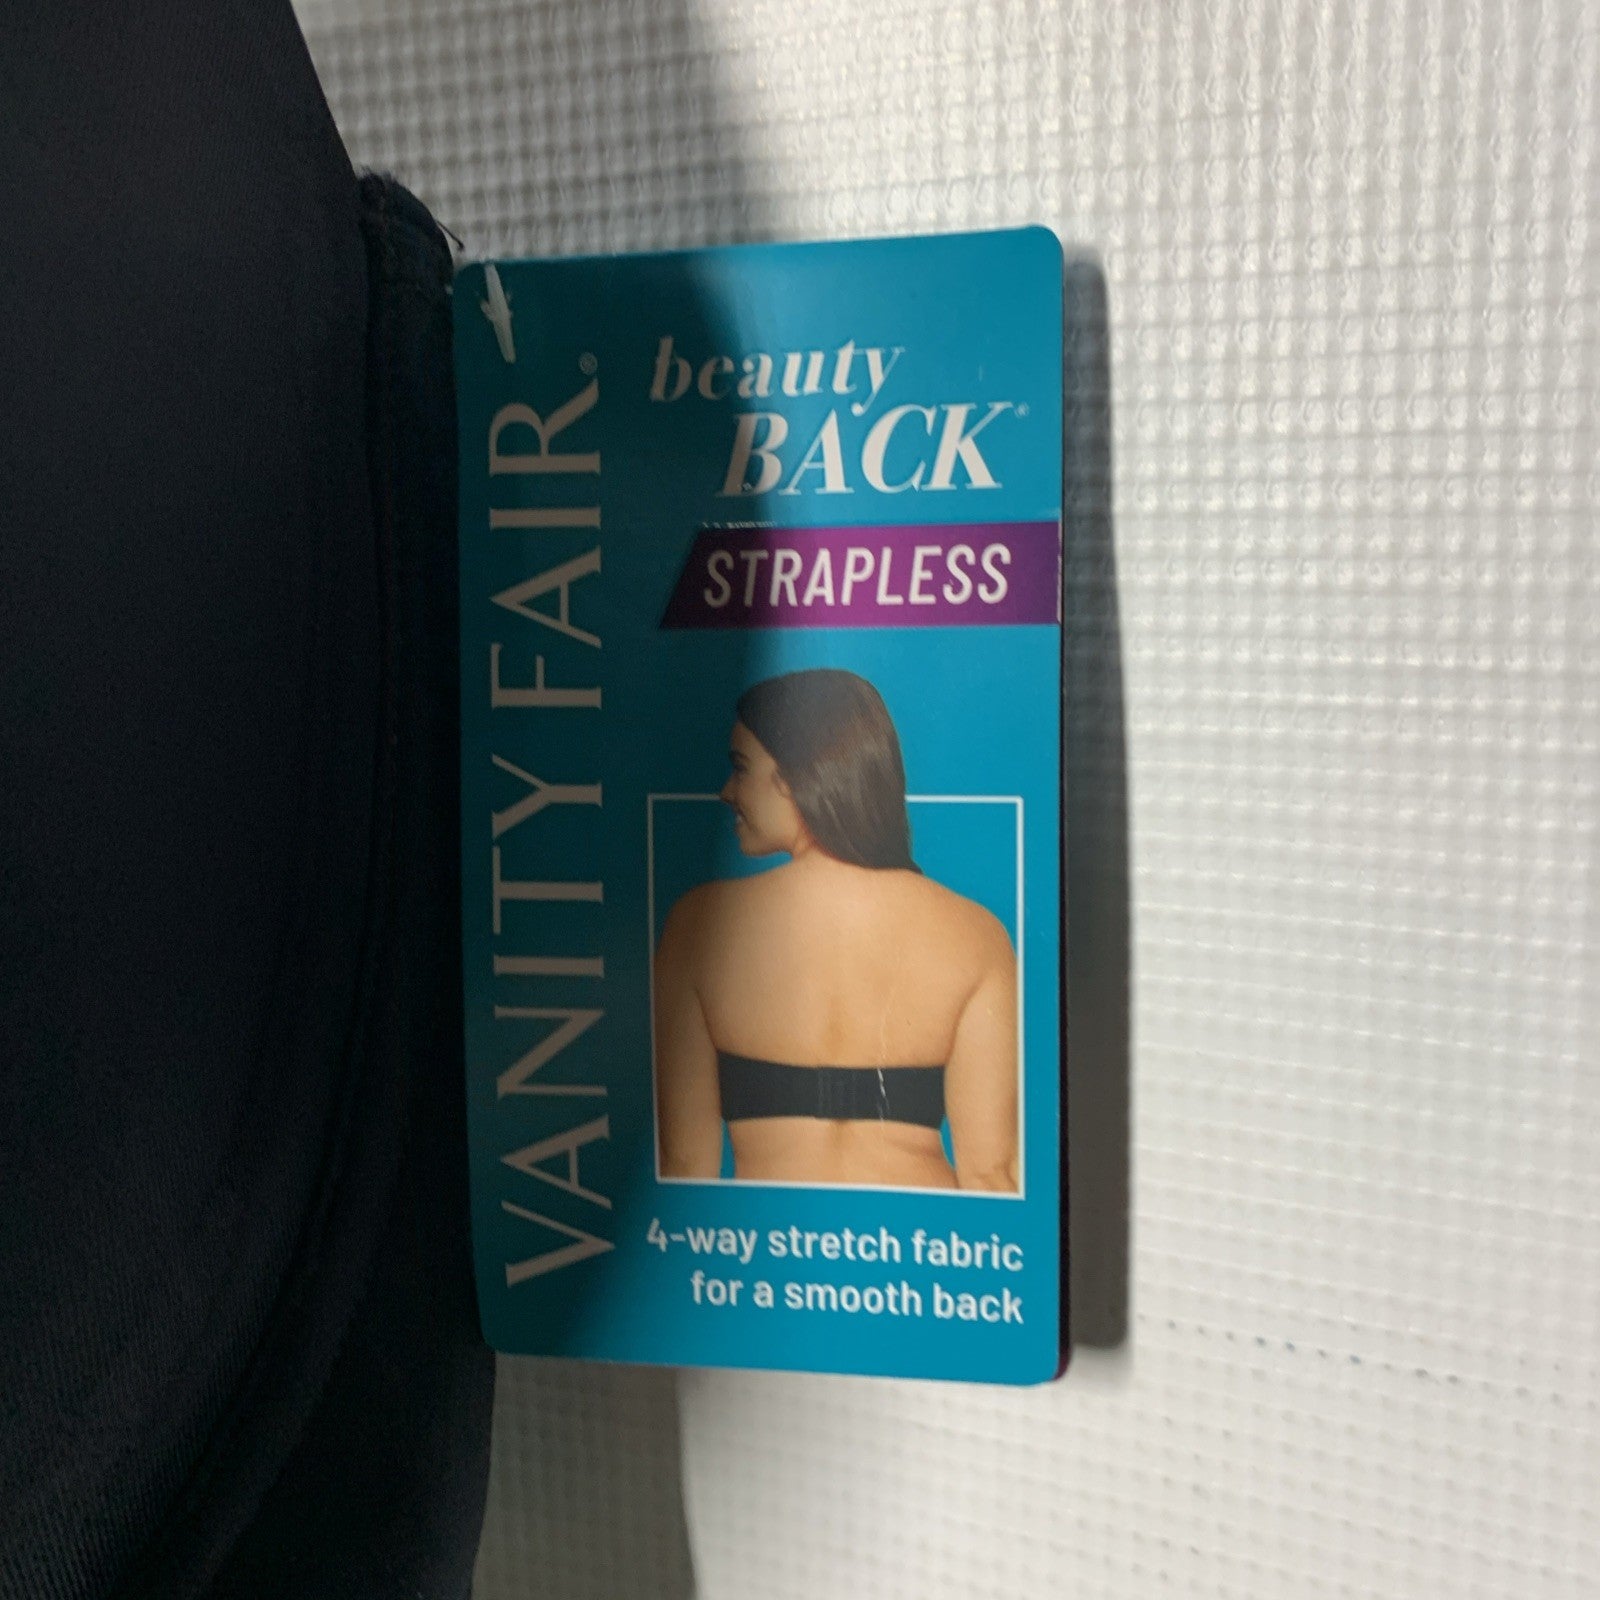 VANITY FAIR®
beauty
BACK®
STRAPLESS
4-way stretch fabric
for a smooth back